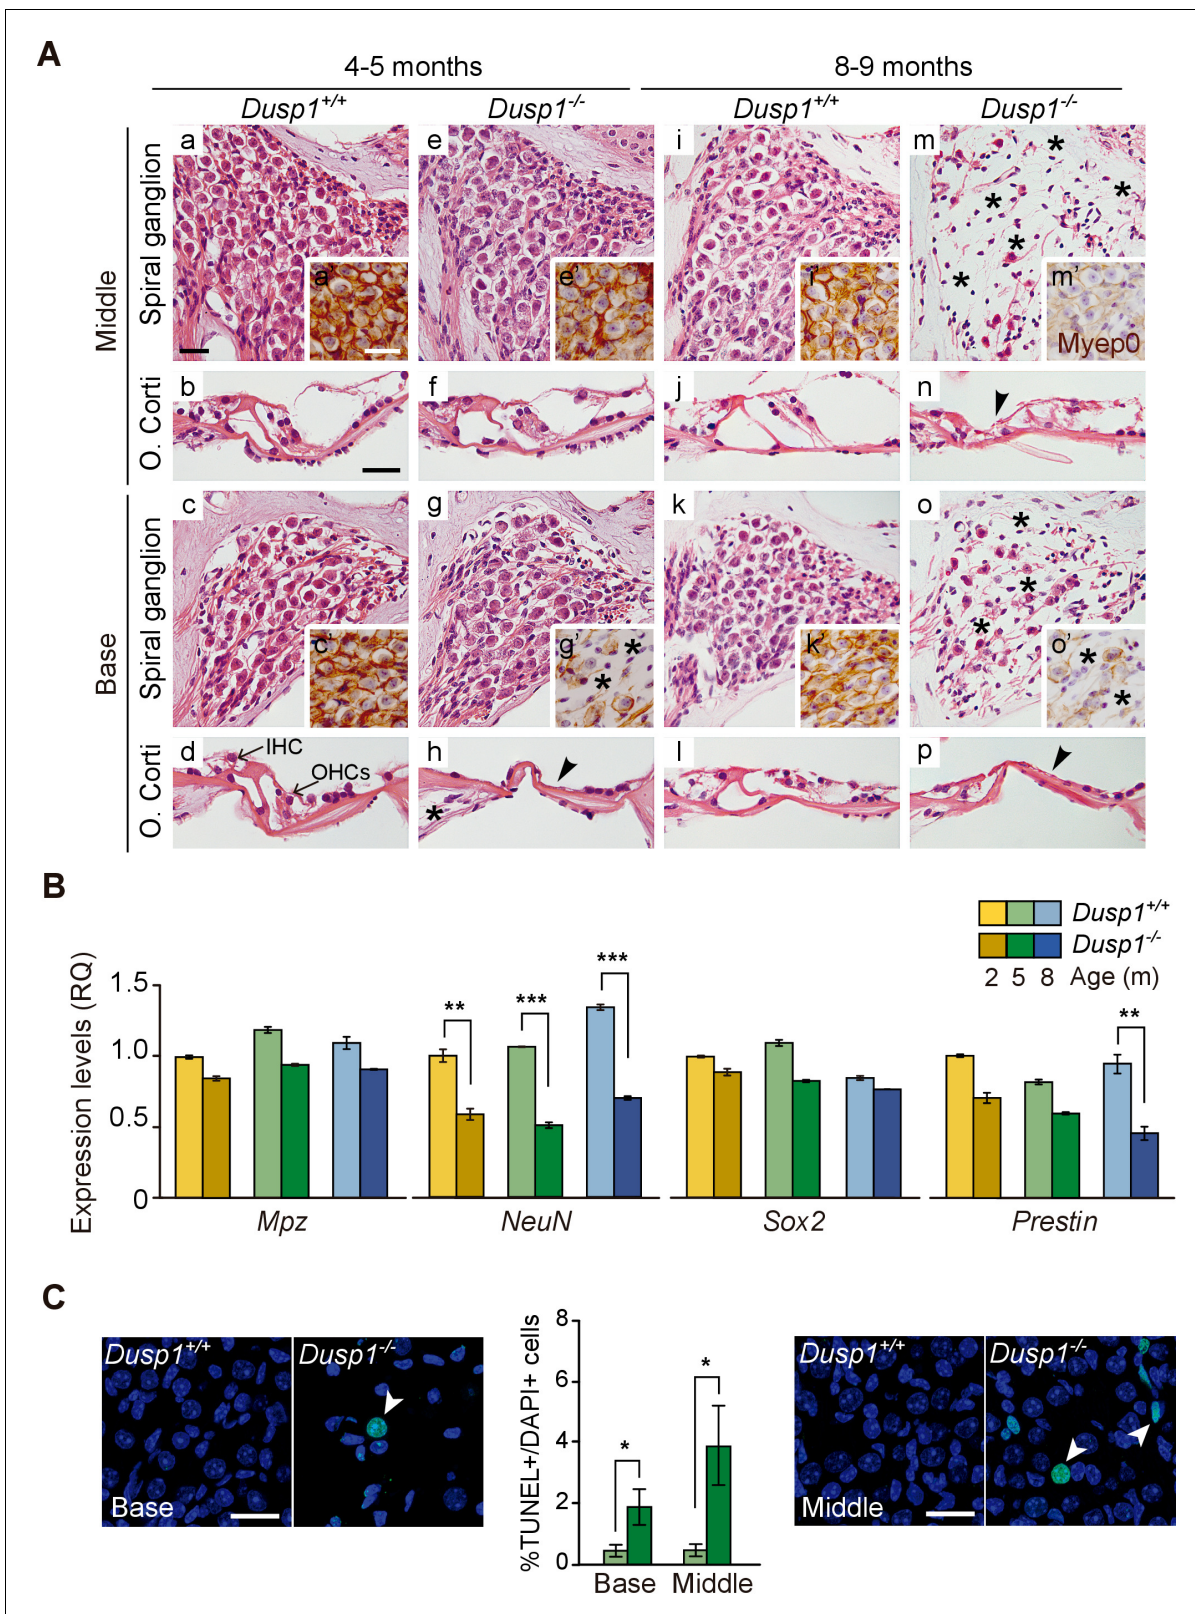 A
4-5 months 8-9 months
Dusp1+/+ Dusp1-/- Dusp1+/+ Dusp1-/-
Middle
Spiral ganglion
a e i m
* * * * *
a' e' i' m'
Myep0
O. Corti
b f j n
Base
Spiral ganglion
c g k o
* * *
c' g' k' o'
* * * *
O. Corti
d h l p
IHC
OHCs
*
B
Dusp1+/+
Dusp1-/-
2 5 8 Age (m)
Expression levels (RQ)
1.5
1.0
0.5
0
** *** *** **
Mpz NeuN Sox2 Prestin
C
Dusp1+/+ Dusp1-/-
Base
%TUNEL+/DAPI+ cells
8
6
4
2
0
* *
Base Middle
Dusp1+/+ Dusp1-/-
Middle